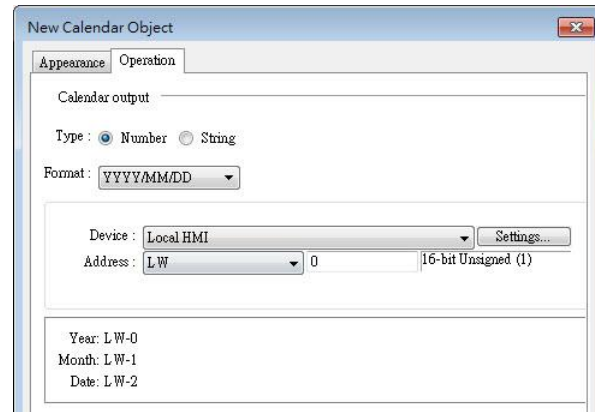 New Calendar Object
Appearance Operation
Calendar output
Type : Number String
Format : YYYY/MM/DD
Device : Local HMI Settings...
Address : LW 0 16-bit Unsigned (1)
Year: LW-0
Month: LW-1
Date: LW-2